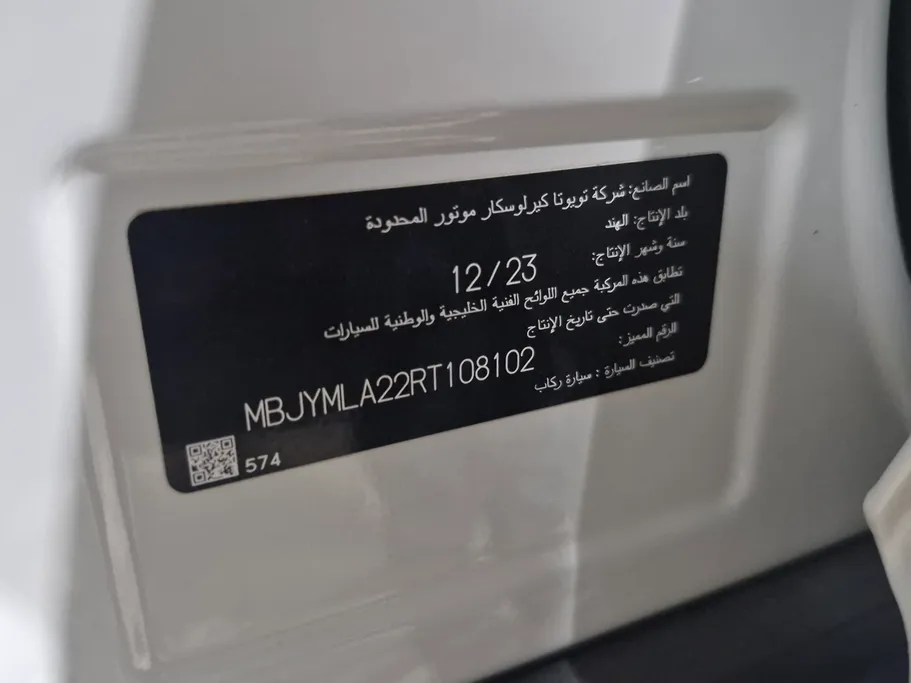 اسم الصانع: شركة تويوتا كيرلوسكار موتور المحدودة
بلد الإنتاج: الهند
سنة وشهر الإنتاج: 12/23
تطابق هذه المركبة جميع اللوائح الفنية الخليجية والوطنية للسيارات
التي صدرت حتى تاريخ الإنتاج
الرقم المميز: MBJYMLA22RT108102
تصنيف السيارة : سيارة ركاب
574